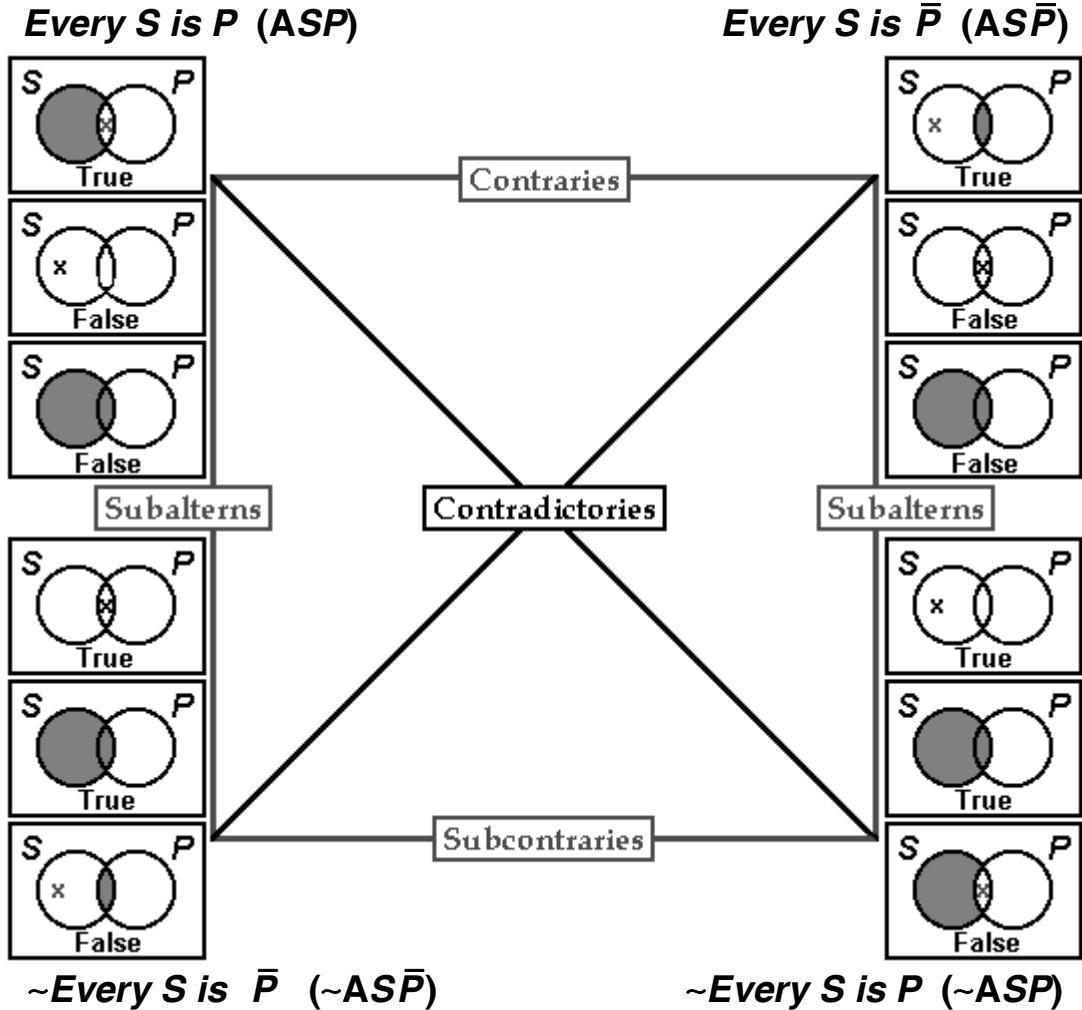 Every S is P (ASP) Every S is P̅ (ASP̅)
S P S P
True True
Contraries
S P S P
x x
False False
S P S P
False False
Subalterns Contradictories Subalterns
S P S P
x x
True True
S P S P
True True
Subcontraries
S P S P
x x
False False
~Every S is P̅ (~ASP̅) ~Every S is P (~ASP)